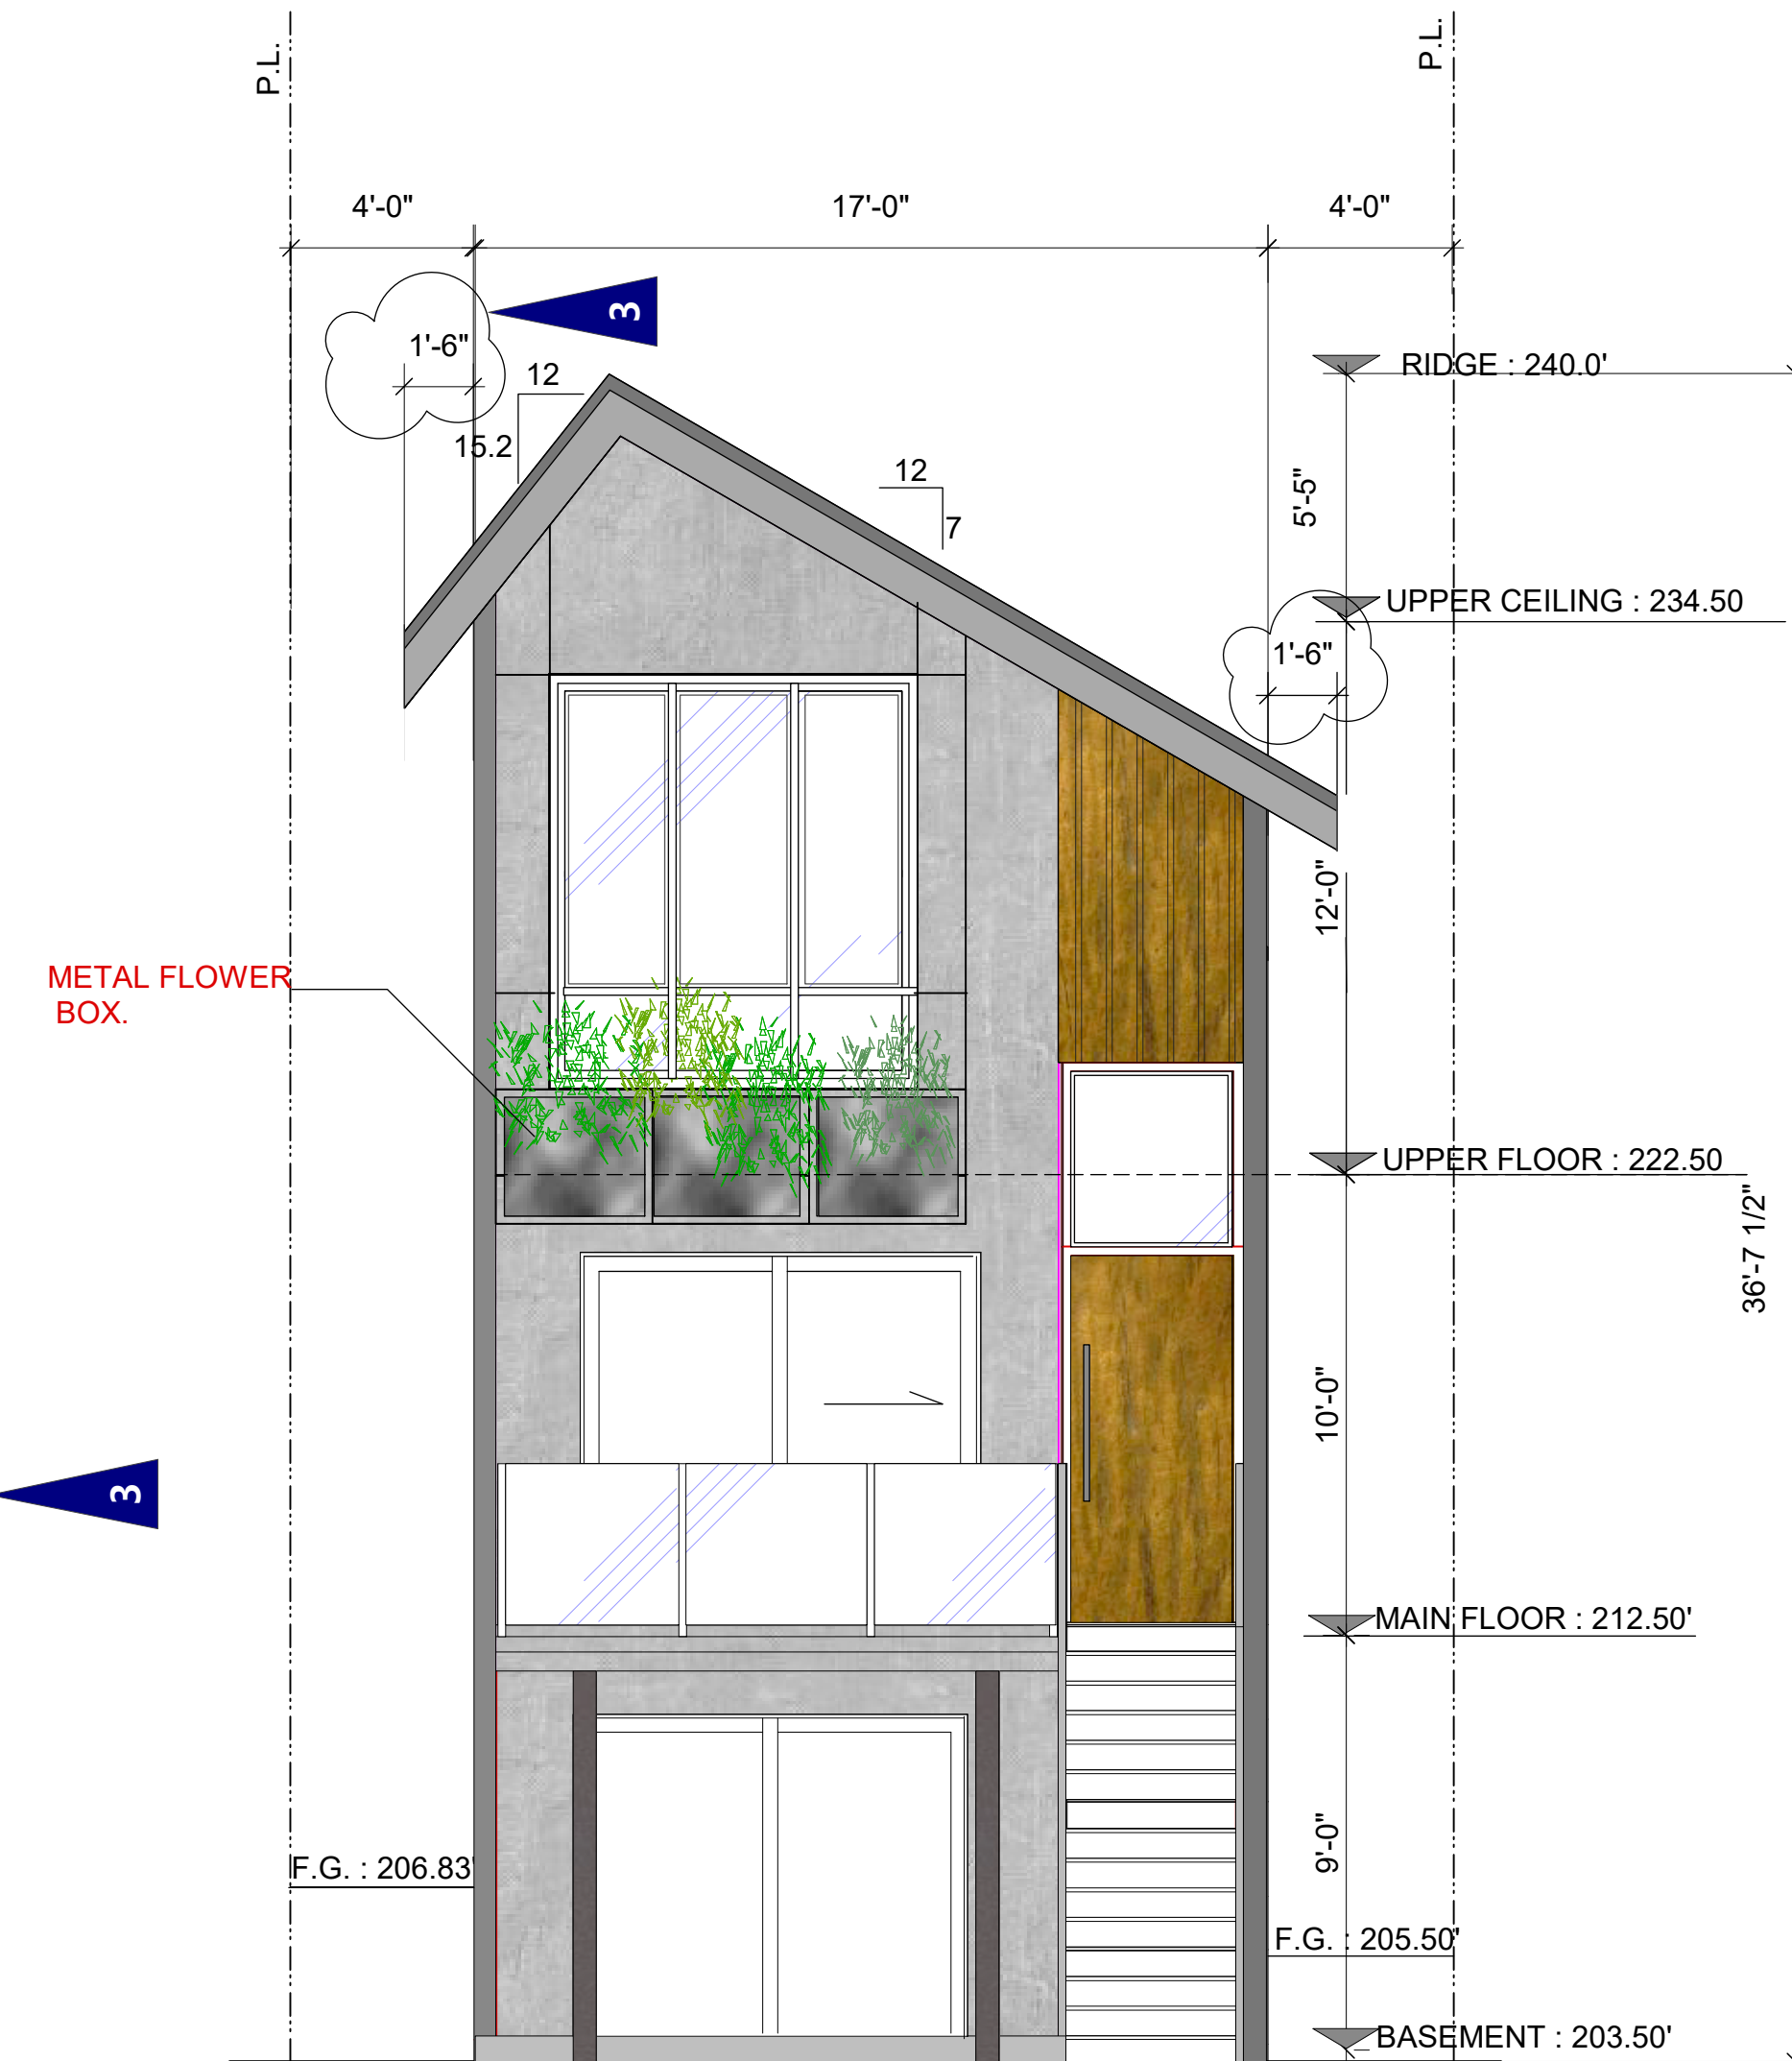 P.L.
P.L.
4'-0"
17'-0"
4'-0"
3
1'-6"
12
15.2
RIDGE : 240.0'
12
7
5'-5"
UPPER CEILING : 234.50
1'-6"
12'-0"
METAL FLOWER
BOX.
UPPER FLOOR : 222.50
36'-7 1/2"
10'-0"
3
MAIN FLOOR : 212.50'
9'-0"
F.G. : 206.83'
F.G. : 205.50'
BASEMENT : 203.50'